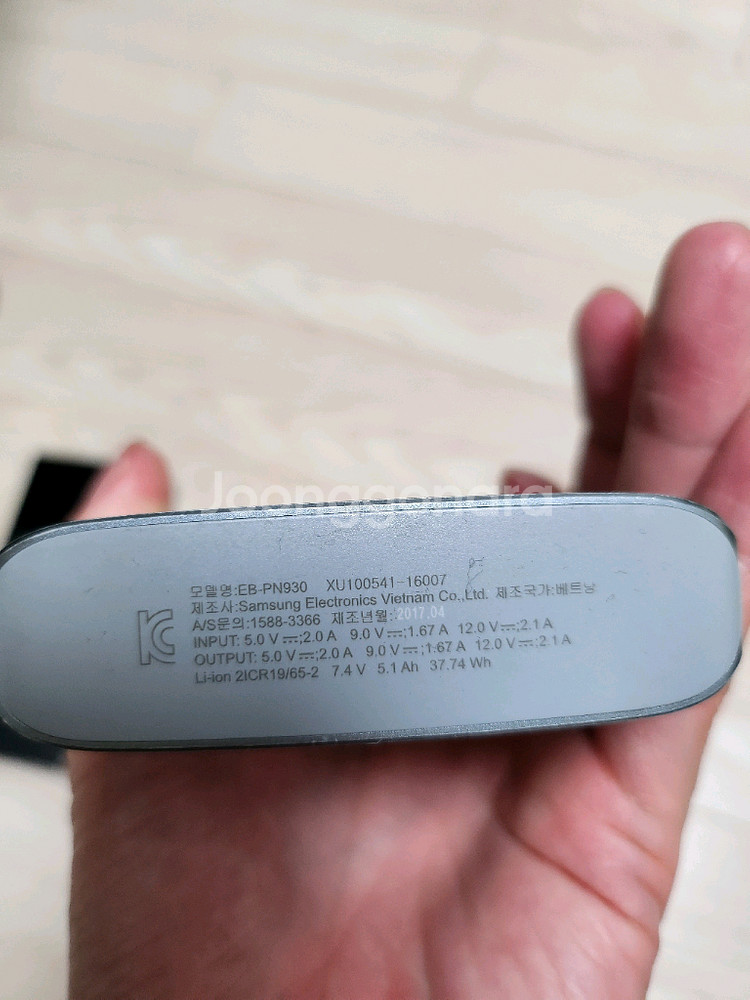 Joonggonara
모델명:EB-PN930 XU100541-16007
제조사:Samsung Electronics Vietnam Co.,Ltd. 제조국가:베트남
A/S문의:1588-3366 제조년월:2017.04
INPUT: 5.0 V⎓;2.0 A 9.0 V⎓;1.67 A 12.0 V⎓;2.1 A
OUTPUT: 5.0 V⎓;2.0 A 9.0 V⎓;1.67 A 12.0 V⎓;2.1 A
Li-ion 2ICR19/65-2 7.4 V 5.1 Ah 37.74 Wh